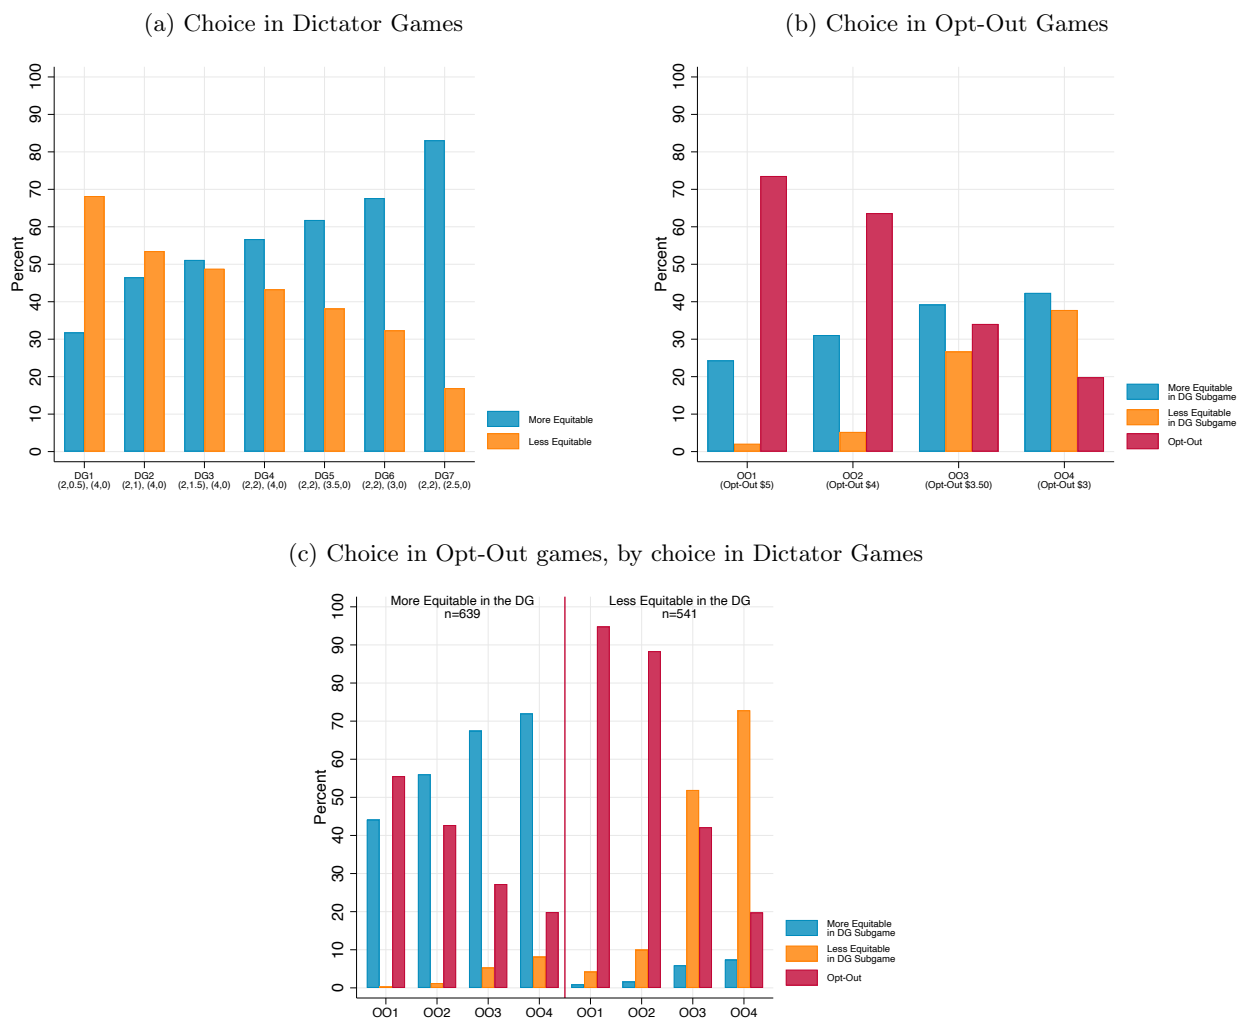 (a) Choice in Dictator Games
Percent
0 10 20 30 40 50 60 70 80 90 100
DG1 DG2 DG3 DG4 DG5 DG6 DG7
(2,0.5), (4,0) (2,1), (4,0) (2,1.5), (4,0) (2,2), (4,0) (2,2), (3.5,0) (2,2), (3,0) (2,2), (2.5,0)
More Equitable
Less Equitable
(b) Choice in Opt-Out Games
Percent
0 10 20 30 40 50 60 70 80 90 100
OO1 OO2 OO3 OO4
(Opt-Out $5) (Opt-Out $4) (Opt-Out $3.50) (Opt-Out $3)
More Equitable
in DG Subgame
Less Equitable
in DG Subgame
Opt-Out
(c) Choice in Opt-Out games, by choice in Dictator Games
More Equitable in the DG
n=639
Less Equitable in the DG
n=541
Percent
0 10 20 30 40 50 60 70 80 90 100
OO1 OO2 OO3 OO4 OO1 OO2 OO3 OO4
More Equitable
in DG Subgame
Less Equitable
in DG Subgame
Opt-Out